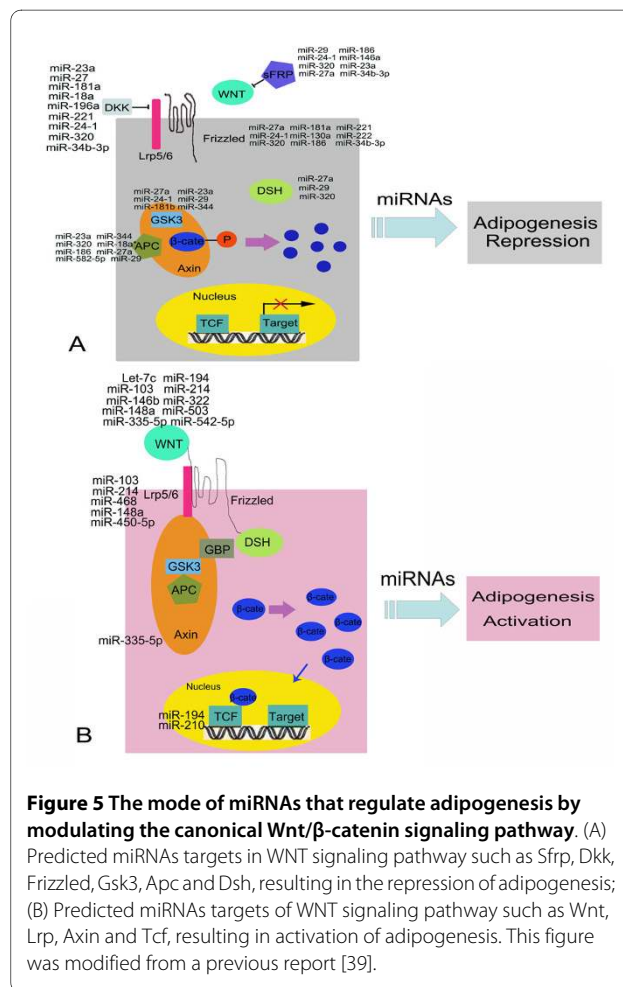 miR-23a
miR-27
miR-181a
miR-18a
miR-196a
miR-221
miR-24-1
miR-320
miR-34b-3p
DKK
Lrp5/6
WNT
sFRP
miR-29 miR-186
miR-24-1 miR-146a
miR-320 miR-23a
miR-27a miR-34b-3p
Frizzled
miR-27a miR-181a miR-221
miR-24-1 miR-130a miR-222
miR-320 miR-186 miR-34b-3p
DSH
miR-27a
miR-29
miR-320
miR-27a miR-23a
miR-24-1 miR-29
miR-181b miR-344
GSK3
miR-23a miR-344
miR-320 miR-18a
miR-186 miR-27a
miR-582-5p miR-29
APC
β-cate
P
Axin
Nucleus
TCF
Target
A
miRNAs
Adipogenesis
Repression
Let-7c miR-194
miR-103 miR-214
miR-146b miR-322
miR-148a miR-503
miR-335-5p miR-542-5p
WNT
miR-103
miR-214
miR-468
miR-148a
miR-450-5p
Lrp5/6
Frizzled
GBP
DSH
GSK3
APC
Axin
miR-335-5p
β-cate
β-cate
β-cate
β-cate
β-cate
Nucleus
β-cate
miR-194
miR-210
TCF
Target
B
miRNAs
Adipogenesis
Activation
Figure 5 The mode of miRNAs that regulate adipogenesis by
modulating the canonical Wnt/β-catenin signaling pathway. (A)
Predicted miRNAs targets in WNT signaling pathway such as Sfrp, Dkk,
Frizzled, Gsk3, Apc and Dsh, resulting in the repression of adipogenesis;
(B) Predicted miRNAs targets of WNT signaling pathway such as Wnt,
Lrp, Axin and Tcf, resulting in activation of adipogenesis. This figure
was modified from a previous report [39].